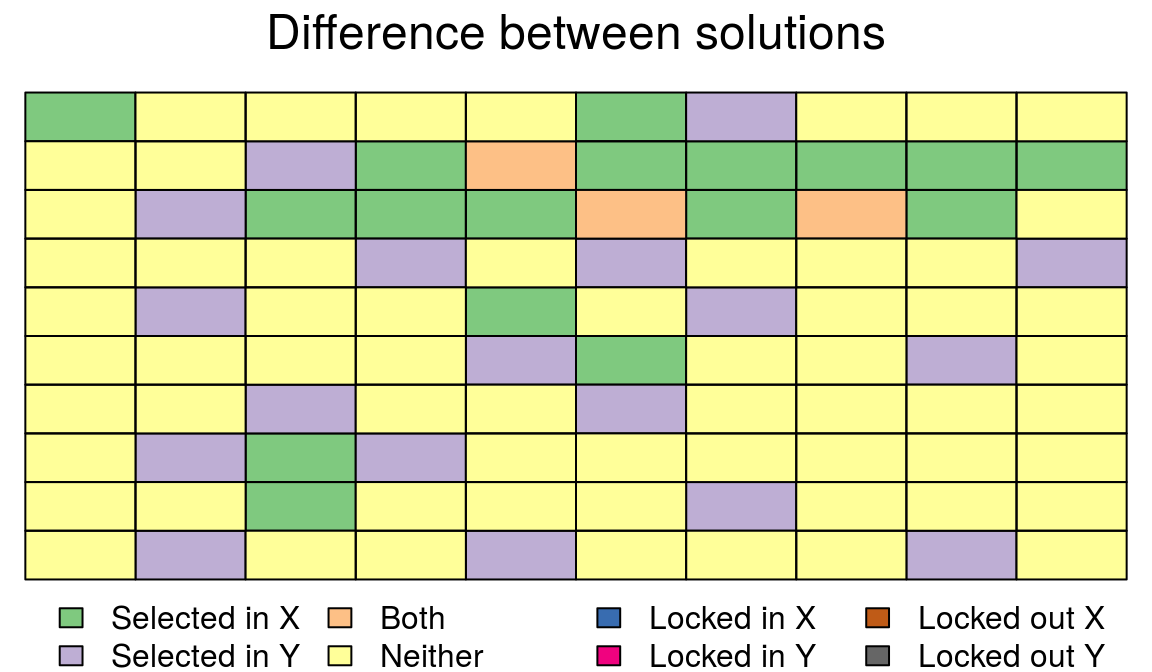 Difference between solutions
Selected in X Both Locked in X Locked out X
Selected in Y Neither Locked in Y Locked out Y